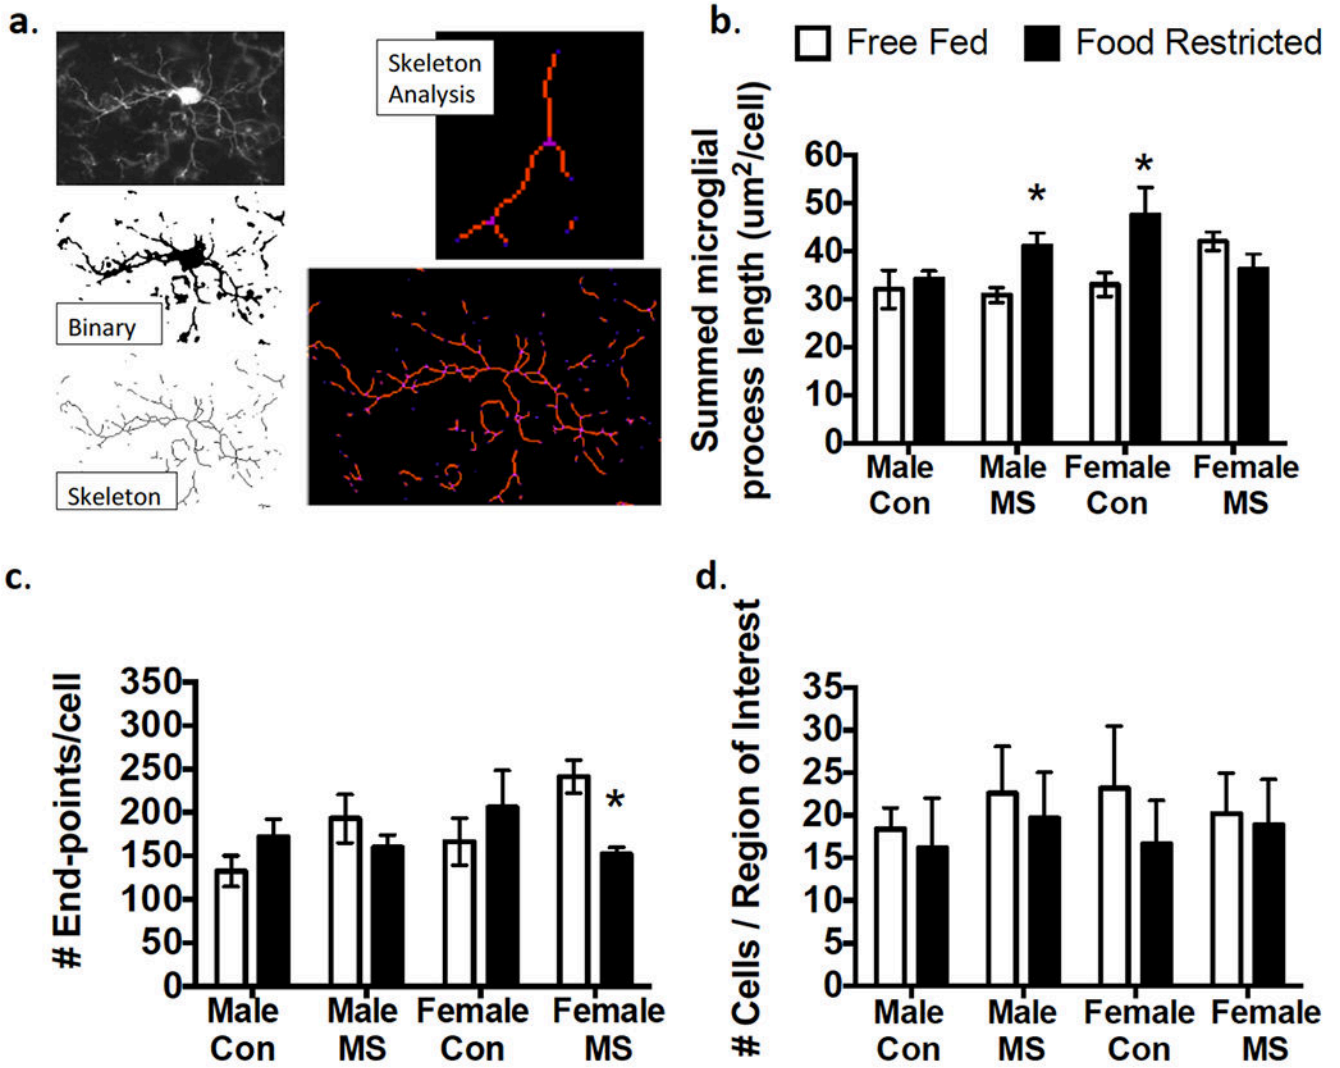 a.
Skeleton
Analysis
Binary
Skeleton
b.
Free Fed
Food Restricted
Summed microglial
process length (um²/cell)
60
50
40
30
20
10
0
*
*
Male
Con
Male
MS
Female
Con
Female
MS
c.
# End-points/cell
350
300
250
200
150
100
50
0
*
Male
Con
Male
MS
Female
Con
Female
MS
d.
# Cells / Region of Interest
35
30
25
20
15
10
5
0
Male
Con
Male
MS
Female
Con
Female
MS